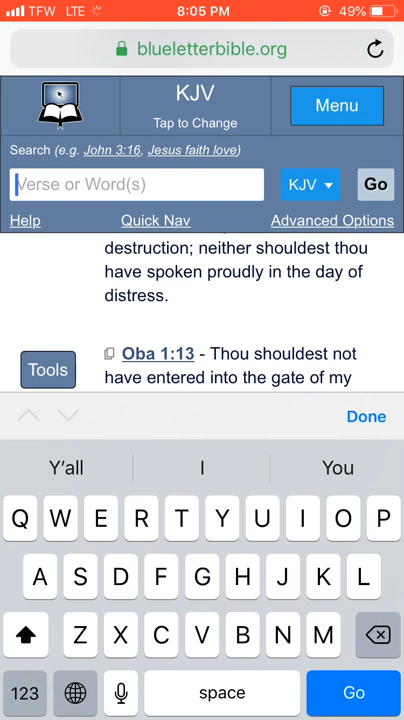 TFW LTE 8:05 PM 49%
blueletterbible.org
KJV
Tap to Change
Menu
Search (e.g. John 3:16, Jesus faith love)
Verse or Word(s)
KJV
Go
Help Quick Nav Advanced Options
destruction; neither shouldest thou
have spoken proudly in the day of
distress.
Tools
Oba 1:13 - Thou shouldest not
have entered into the gate of my
Done
Y'all I You
Q W E R T Y U I O P
A S D F G H J K L
Z X C V B N M
123 space Go